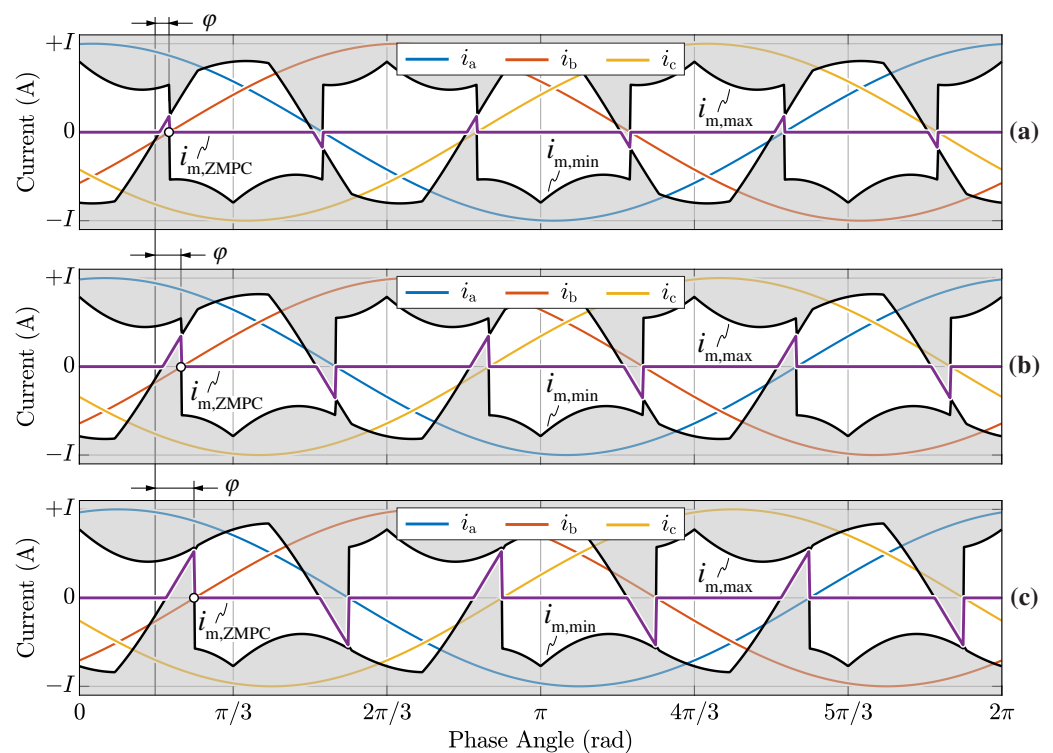 φ
+I
i_a i_b i_c
i_m,max
0
(a)
i_m,ZMPC
i_m,min
−I
Current (A)
φ
+I
i_a i_b i_c
i_m,max
0
(b)
i_m,ZMPC
i_m,min
−I
Current (A)
φ
+I
i_a i_b i_c
i_m,max
0
(c)
i_m,ZMPC
i_m,min
−I
Current (A)
0 π/3 2π/3 π 4π/3 5π/3 2π
Phase Angle (rad)